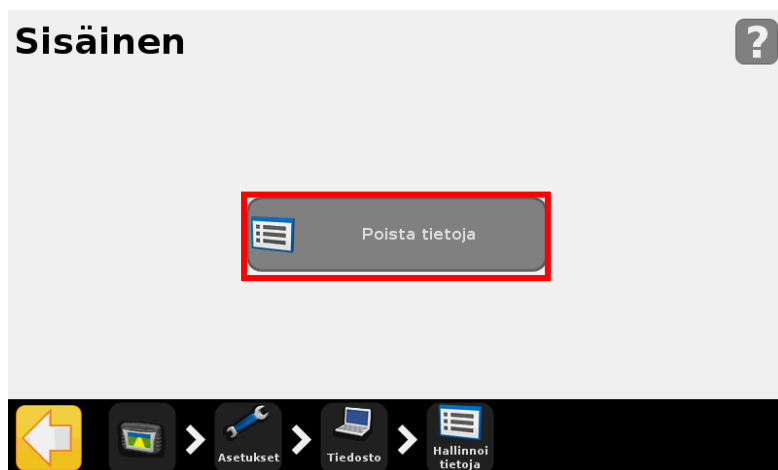 Sisäinen
?
Poista tietoja
Asetukset
Tiedosto
Hallinnoi
tietoja